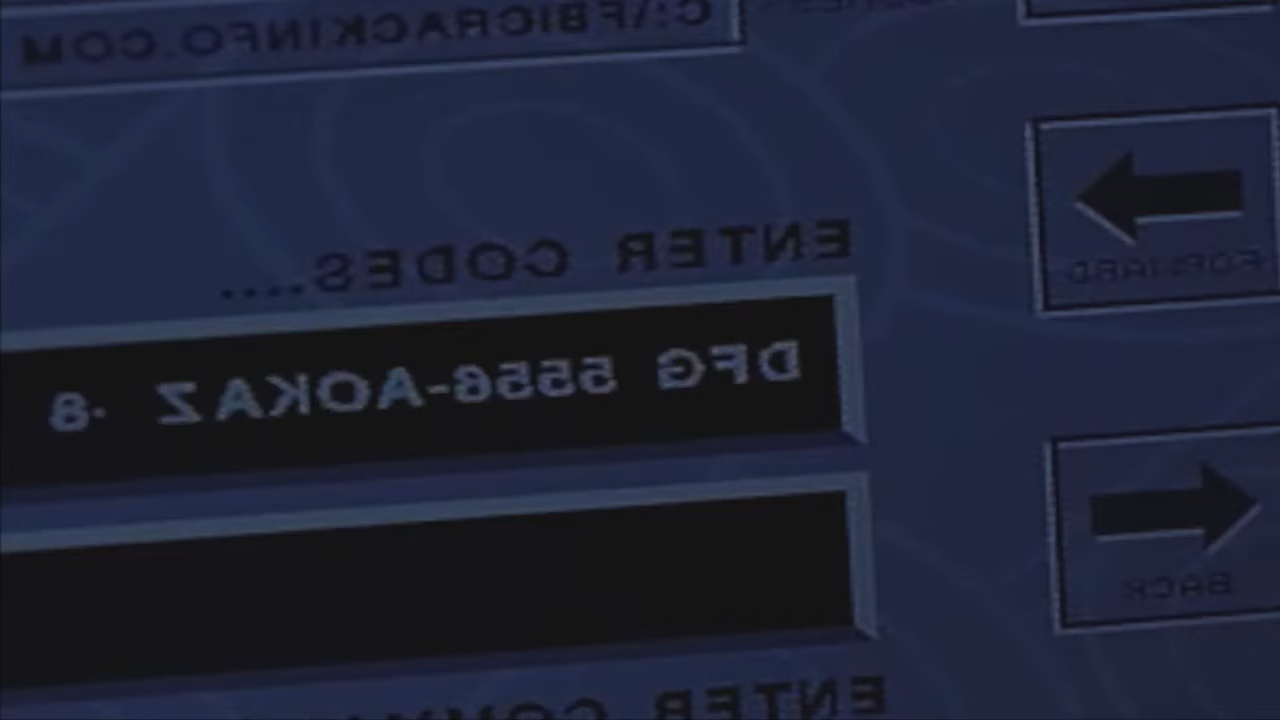 C:\FBICRACKINFO.COM
FORWARD
ENTER CODES....
DFG 5556-AOKAZ ·8
BACK
ENTER